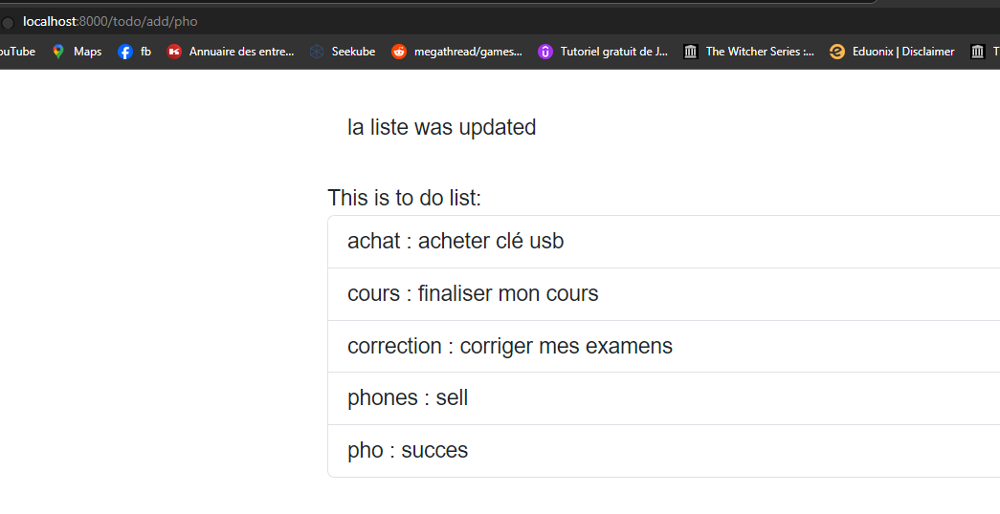 localhost:8000/todo/add/pho
ouTube Maps fb Annuaire des entre... Seekube megathread/games... Tutoriel gratuit de J... The Witcher Series :... Eduonix | Disclaimer T
la liste was updated
This is to do list:
achat : acheter clé usb
cours : finaliser mon cours
correction : corriger mes examens
phones : sell
pho : succes